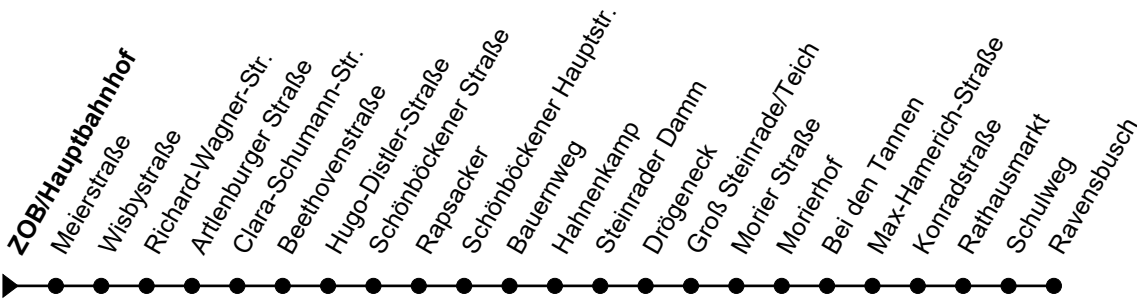 ZOB/Hauptbahnhof
Meierstraße
Wisbystraße
Richard-Wagner-Str.
Artlenburger Straße
Clara-Schumann-Str.
Beethovenstraße
Hugo-Distler-Straße
Schönböckener Straße
Rapsacker
Schönböckener Hauptstr.
Bauernweg
Hahnenkamp
Steinrader Damm
Drögeneck
Groß Steinrade/Teich
Morier Straße
Morierhof
Bei den Tannen
Max-Hamerich-Straße
Konradstraße
Rathausmarkt
Schulweg
Ravensbusch